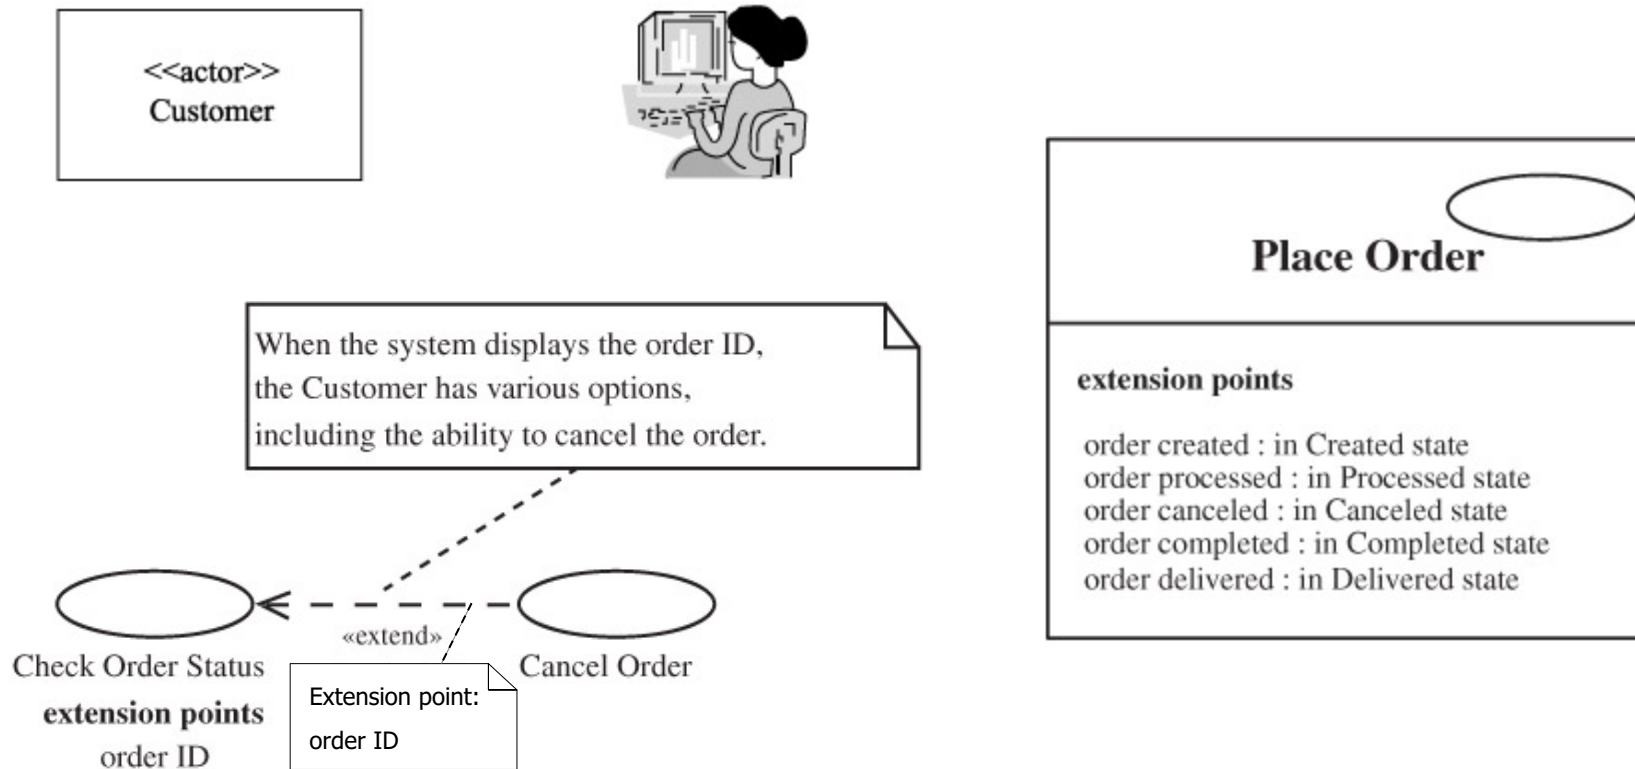 <<actor>>
Customer
When the system displays the order ID,
the Customer has various options,
including the ability to cancel the order.
«extend»
Check Order Status
extension points
order ID
Extension point:
order ID
Cancel Order
Place Order
extension points
order created : in Created state
order processed : in Processed state
order canceled : in Canceled state
order completed : in Completed state
order delivered : in Delivered state